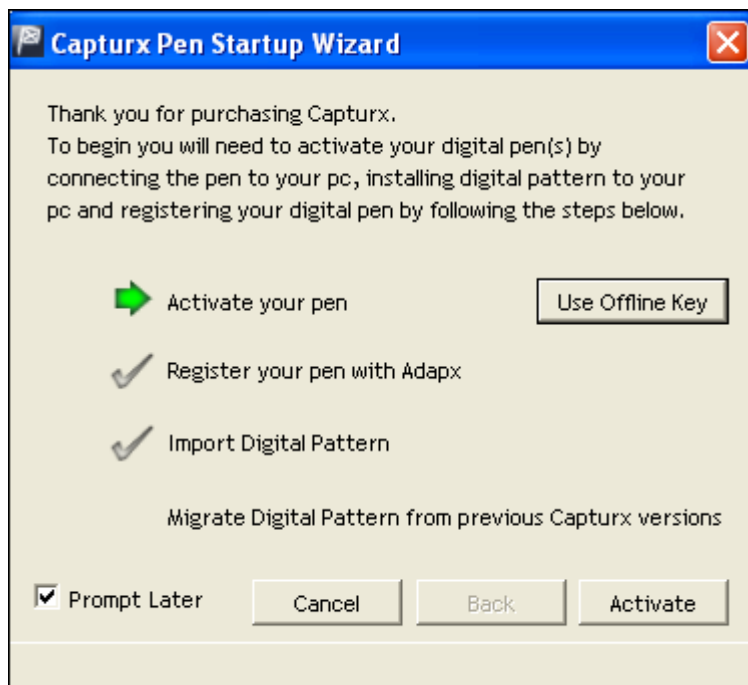 Capturx Pen Startup Wizard
Thank you for purchasing Capturx.
To begin you will need to activate your digital pen(s) by
connecting the pen to your pc, installing digital pattern to your
pc and registering your digital pen by following the steps below.
Activate your pen
Use Offline Key
Register your pen with Adapx
Import Digital Pattern
Migrate Digital Pattern from previous Capturx versions
Prompt Later
Cancel
Back
Activate